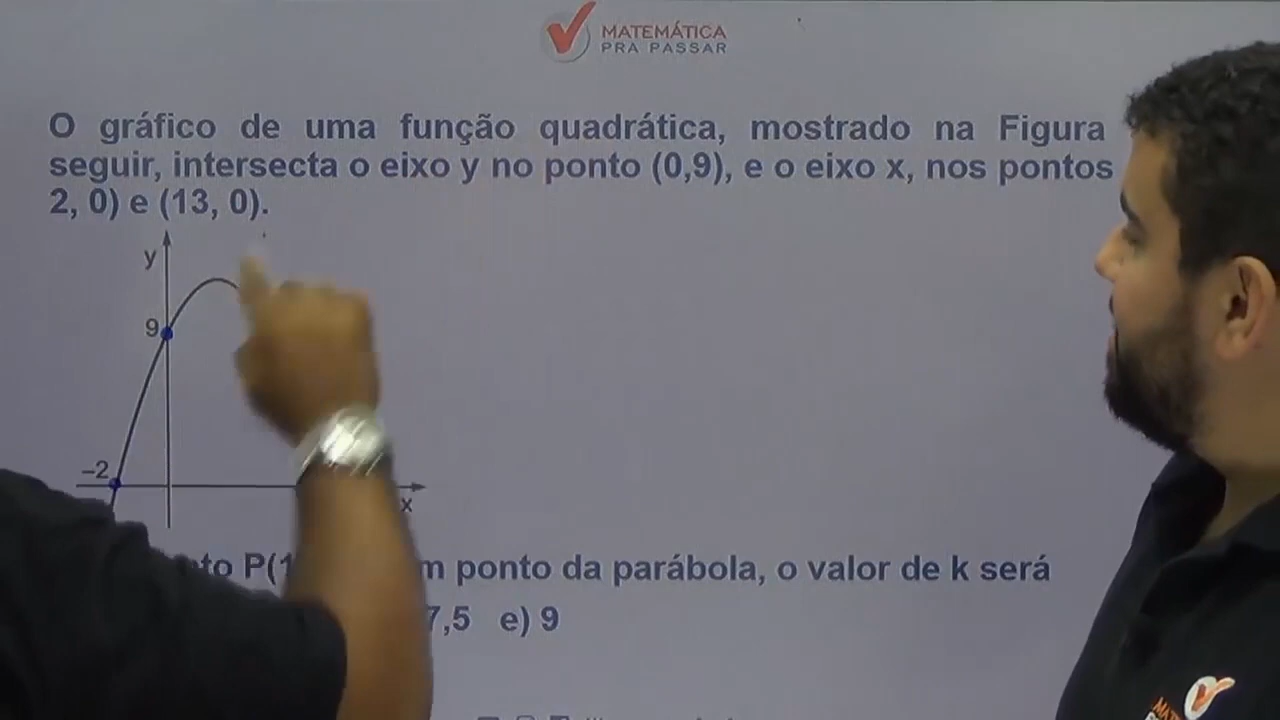 MATEMÁTICA
PRA PASSAR
O gráfico de uma função quadrática, mostrado na Figura
seguir, intersecta o eixo y no ponto (0,9), e o eixo x, nos pontos
2, 0) e (13, 0).
y
9
–2
x
to P(1 m ponto da parábola, o valor de k será
7,5 e) 9